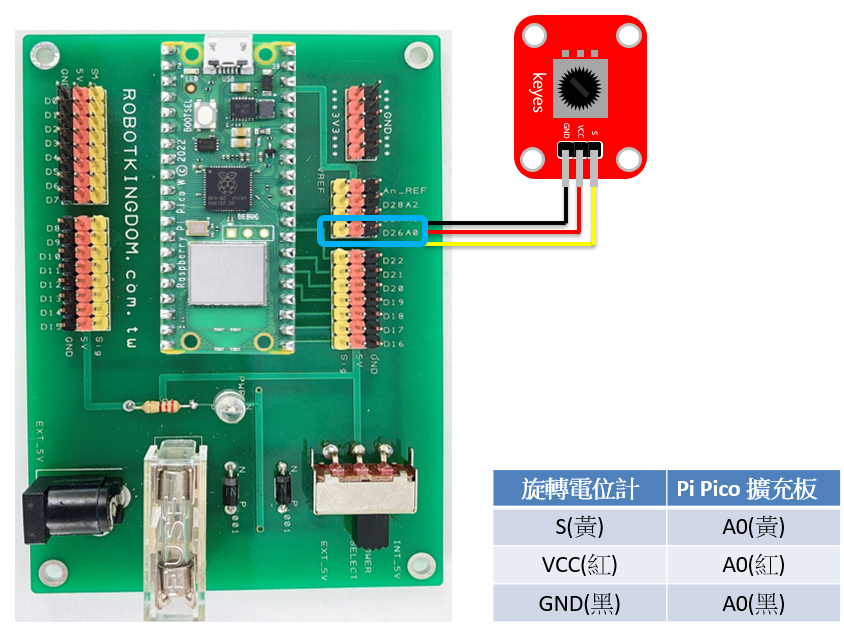 GND
5V
Sig
D0
D1
D2
D3
D4
D5
D6
D7
D8
D9
D10
D11
D12
D13
D14
D15
GND
5V
Sig
ROBOTKINGDOM.com.tw
LED
USB
BOOTSEL
Raspberry Pi Pico W © 2022
DEBUG
***3V3***
***GND***
VREF
An_REF
D28A2
D26A0
D22
D21
D20
D19
D18
D17
D16
Sig
5V
GND
keyes
GND
VCC
S
EXT_5V
FUSE
N
P
N
P
EXT_5V
SELECT
INT_5V
旋轉電位計 Pi Pico 擴充板
S(黃) A0(黃)
VCC(紅) A0(紅)
GND(黑) A0(黑)